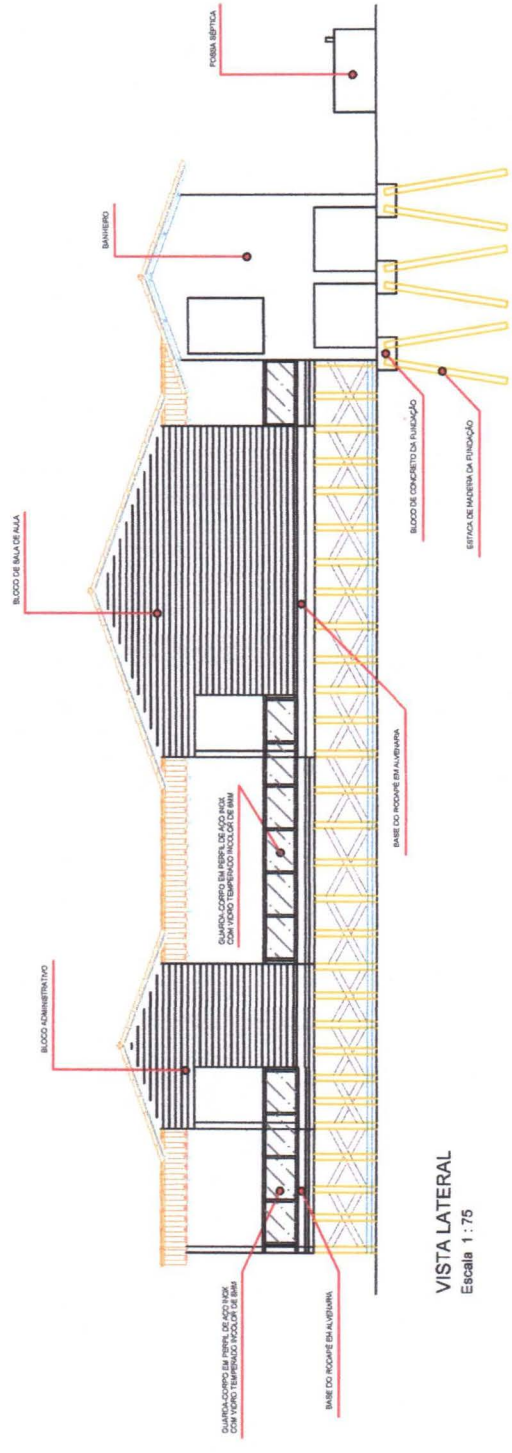 FOSSA SÉPTICA
BANHEIRO
BLOCO DE SALA DE AULA
BLOCO ADMINISTRATIVO
GUARDA-CORPO EM PERFIL DE AÇO INOX
COM VIDRO TEMPERADO INCOLOR DE 8MM
GUARDA-CORPO EM PERFIL DE AÇO INOX
COM VIDRO TEMPERADO INCOLOR DE 8MM
BASE DO RODAPÉ EM ALVENARIA
BASE DO RODAPÉ EM ALVENARIA
BLOCO DE CONCRETO DA FUNDAÇÃO
ESTACA DE MADEIRA DA FUNDAÇÃO
VISTA LATERAL
Escala 1 : 75